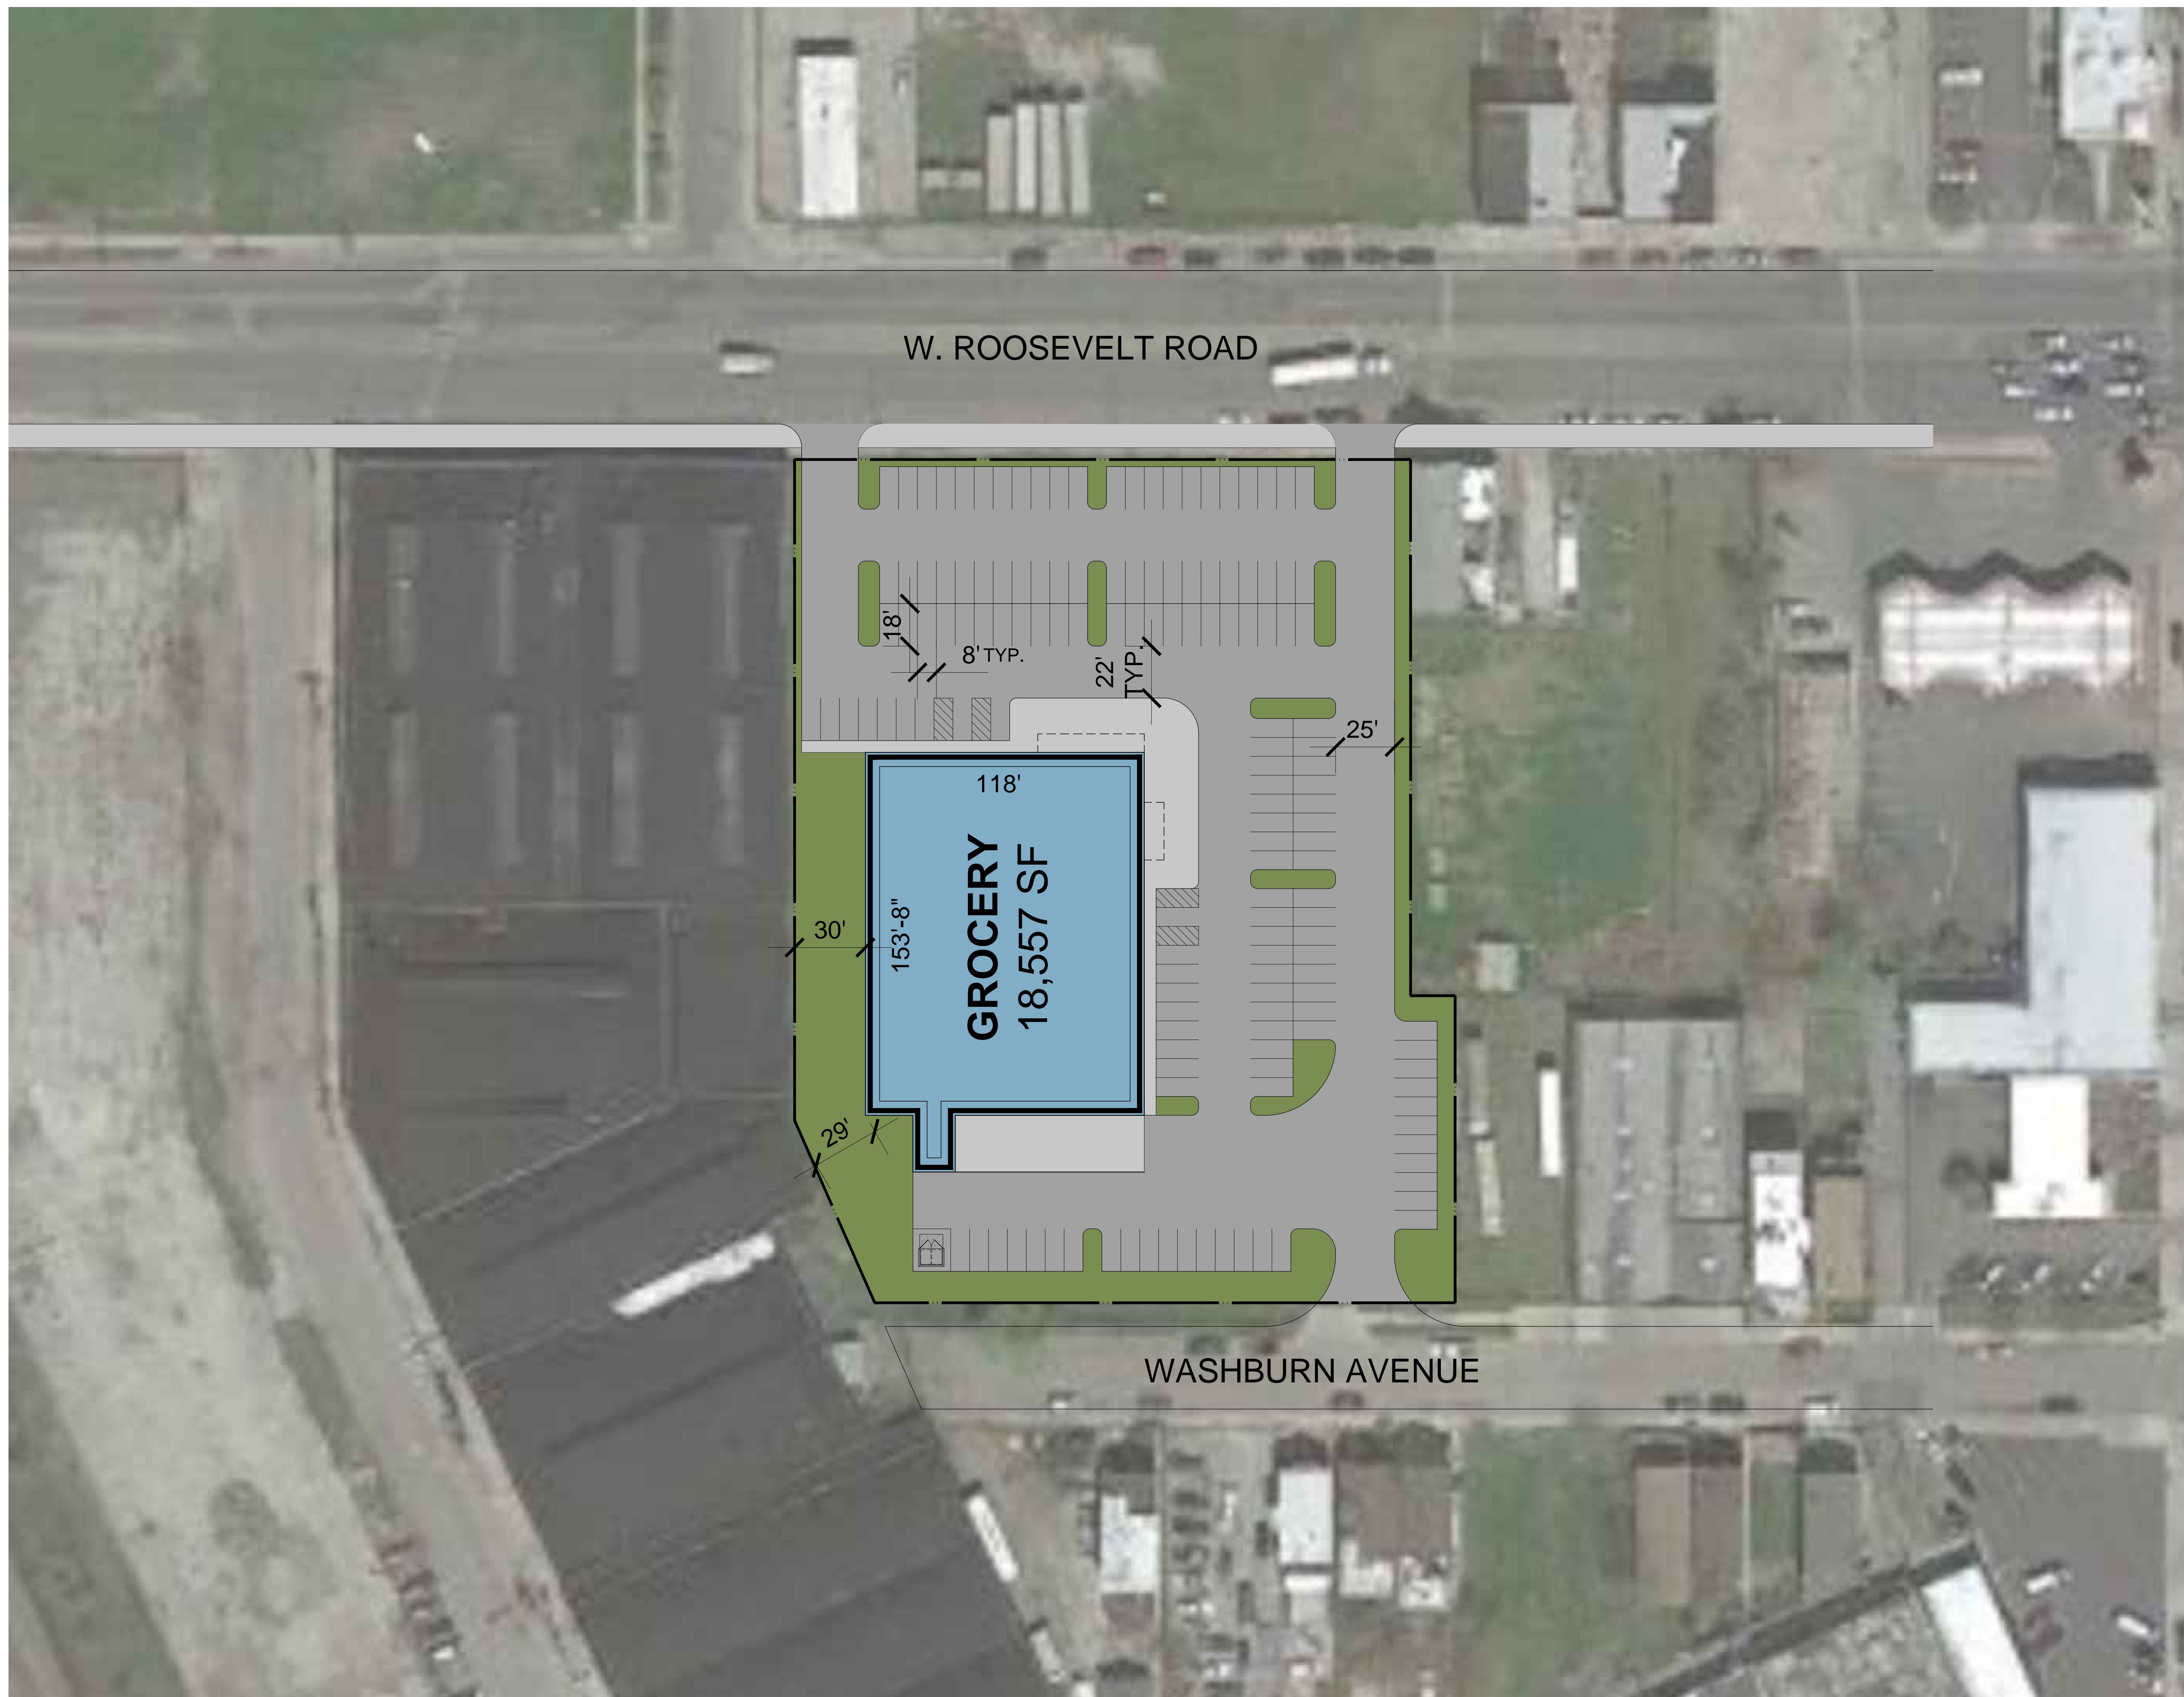 W. ROOSEVELT ROAD
18'
8' TYP.
22'
TYP.
25'
118'
GROCERY
18,557 SF
153'-8"
30'
29'
WASHBURN AVENUE